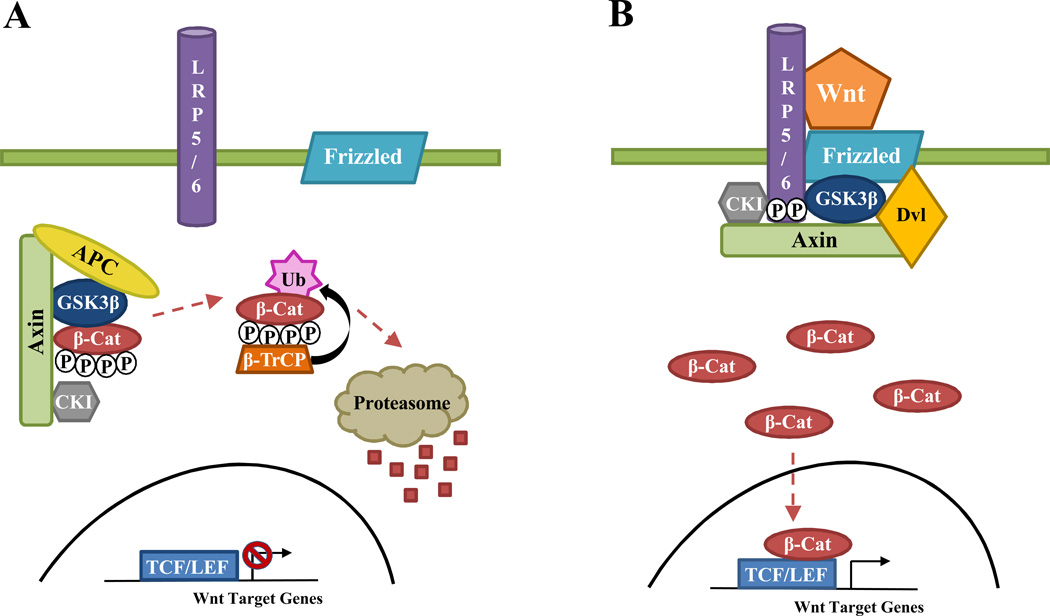 A
LRP5/6
Frizzled
APC
GSK3β
β-Cat
P P P P
Axin
CKI
Ub
β-Cat
P P P P
β-TrCP
Proteasome
TCF/LEF
Wnt Target Genes
B
LRP5/6
Wnt
Frizzled
CKI
P P
GSK3β
Dvl
Axin
β-Cat
β-Cat
β-Cat
β-Cat
β-Cat
TCF/LEF
Wnt Target Genes